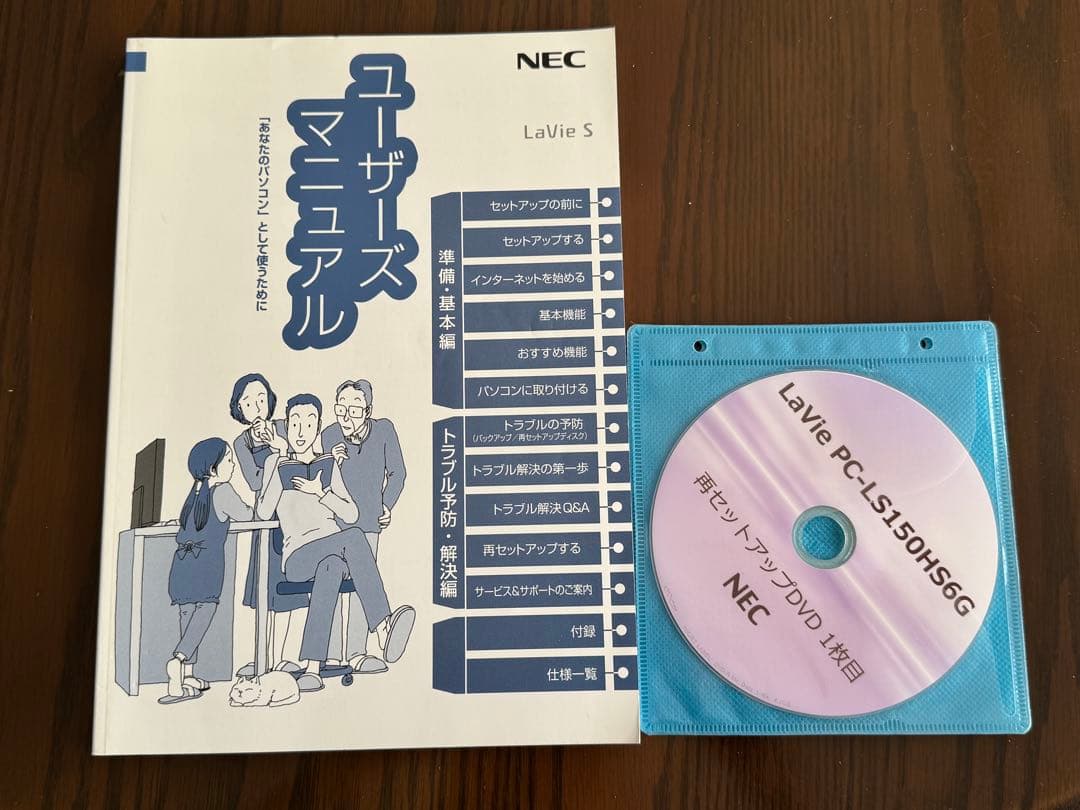 NEC
LaVie S
ユーザーズ
マニュアル
「あなたのパソコン」として使うために
準備・基本編
セットアップの前に
セットアップする
インターネットを始める
基本機能
おすすめ機能
パソコンに取り付ける
トラブル予防・解決編
トラブルの予防
(バックアップ／再セットアップディスク)
トラブル解決の第一歩
トラブル解決Q&A
再セットアップする
サービス&サポートのご案内
付録
仕様一覧
LaVie PC-LS150HS6G
再セットアップDVD 1枚目
NEC